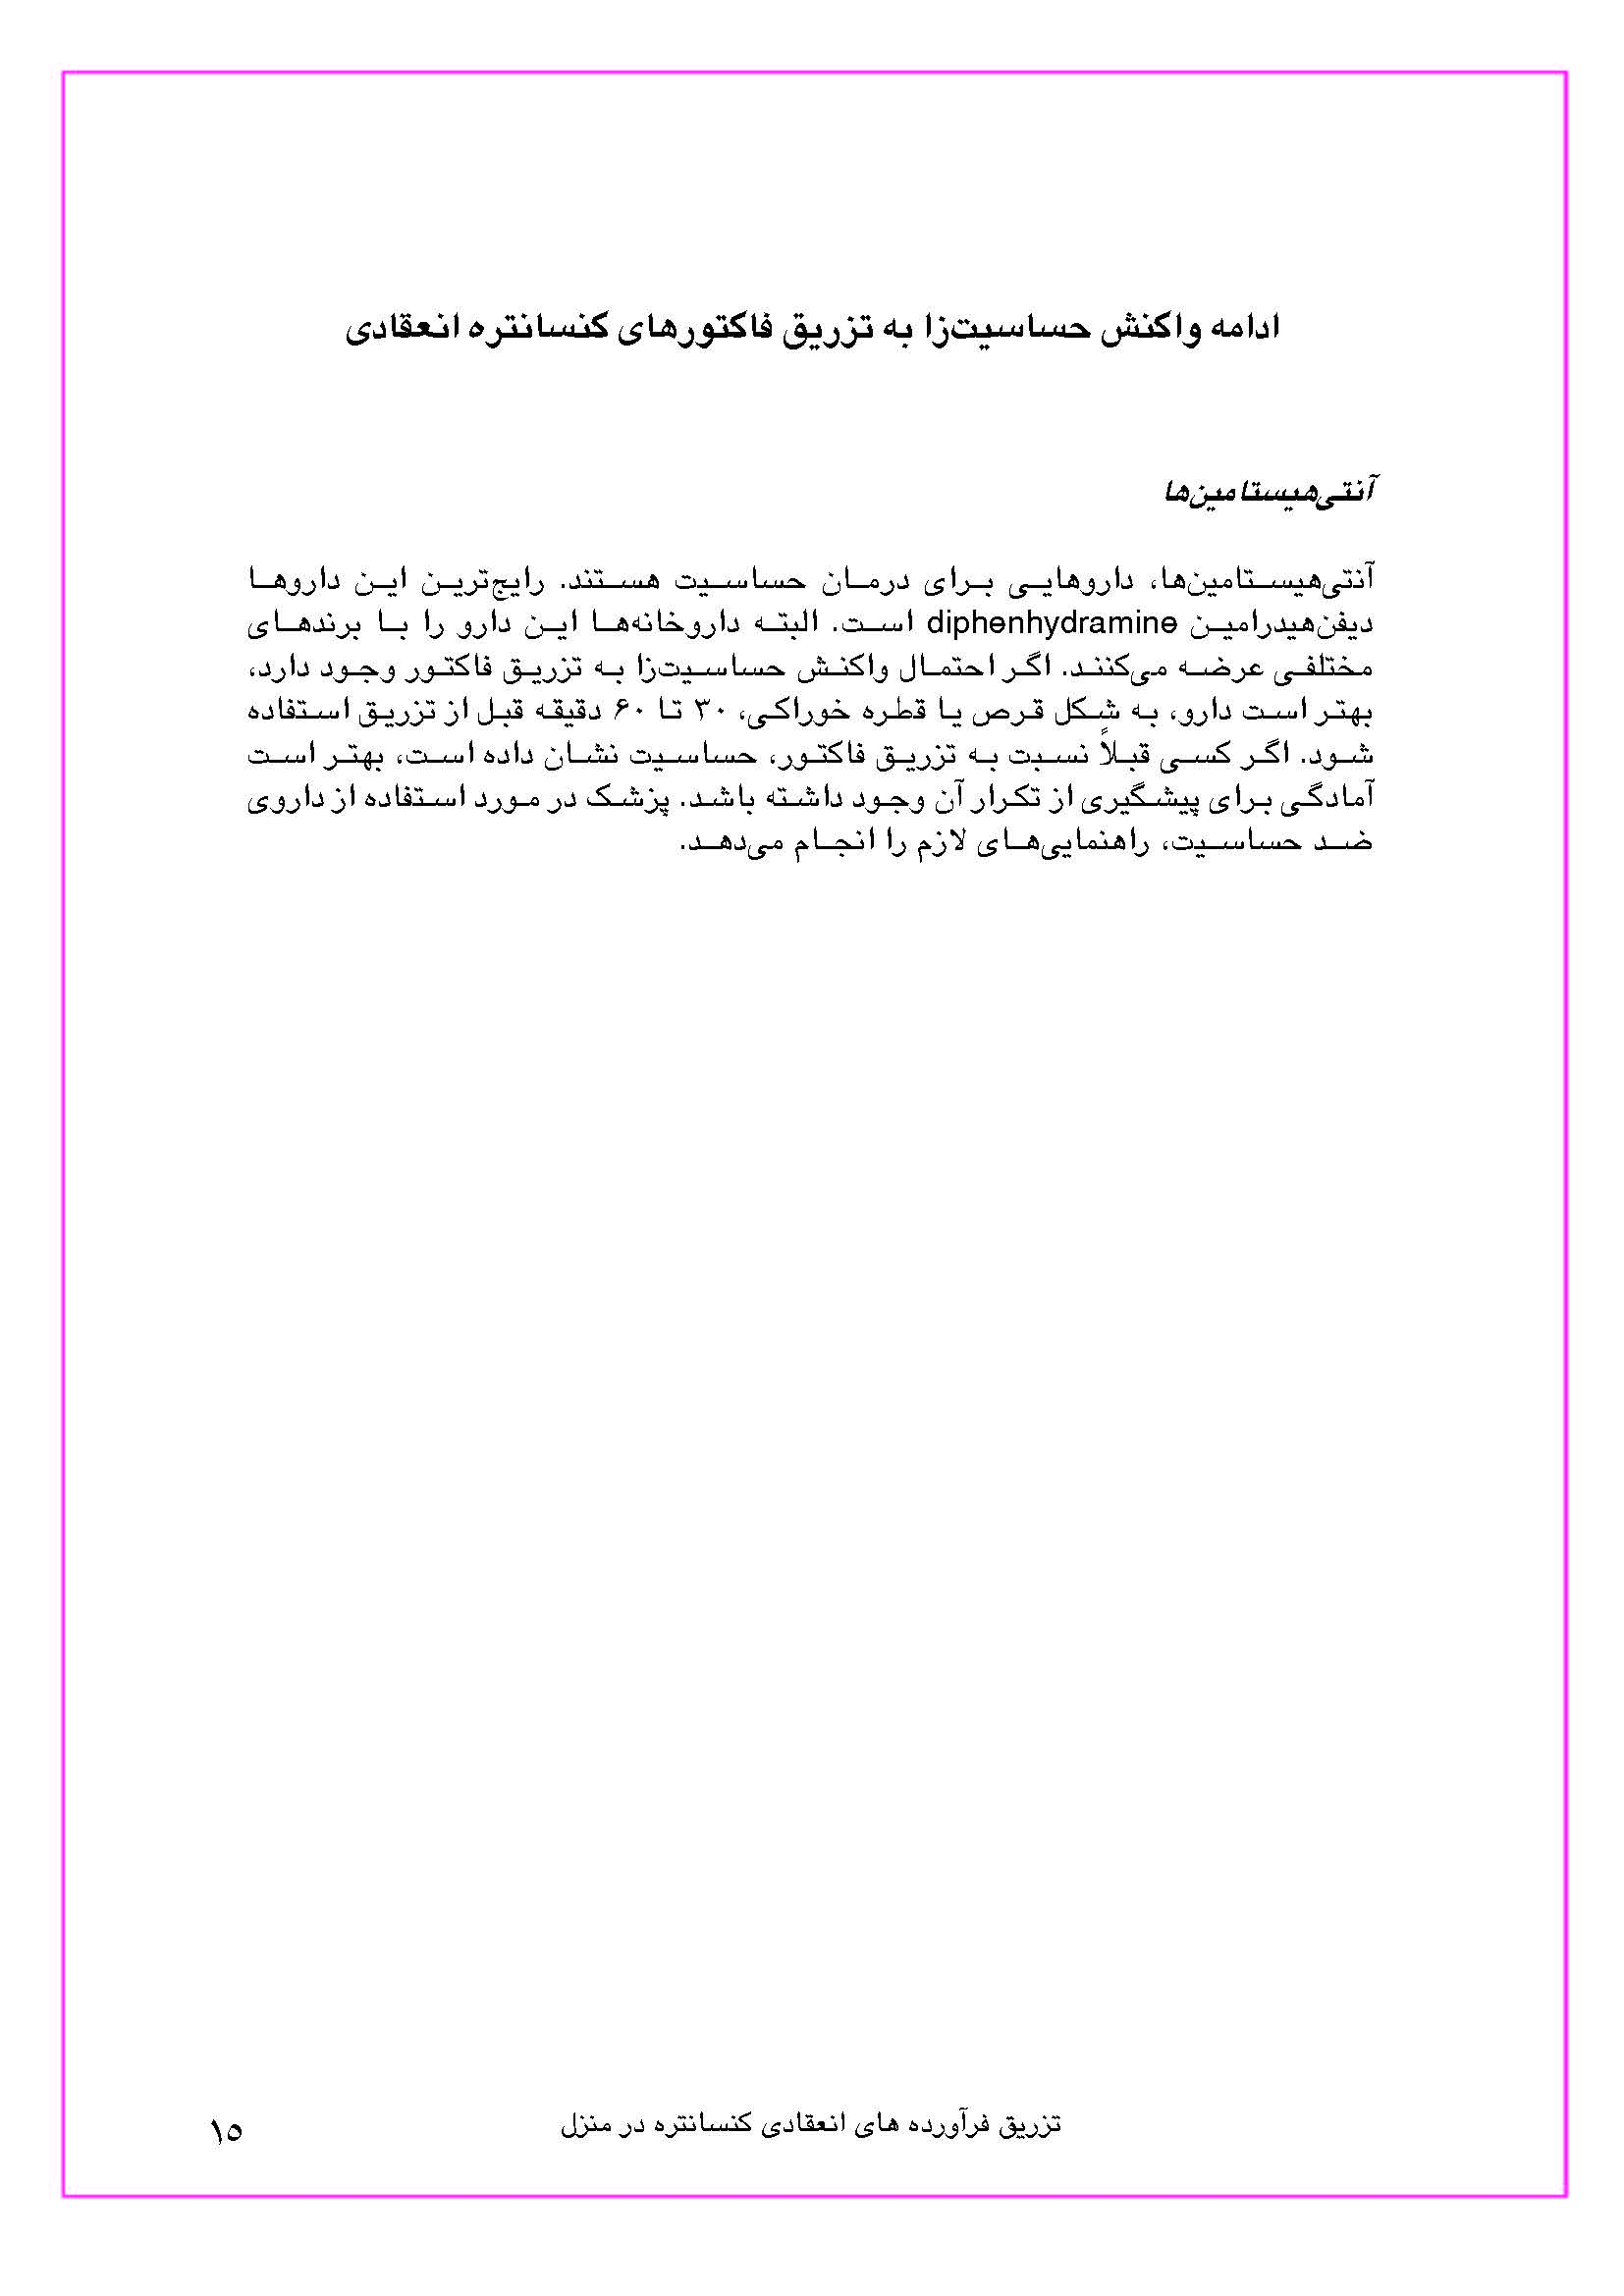 ادامه واکنش حساسیت‌زا به تزریق فاکتورهای کنسانتره انعقادی
آنتی‌هیستامین‌ها
آنتی‌هیستامین‌ها، داروهایی برای درمان حساسیت هستند. رایج‌ترین این داروها
دیفن‌هیدرامین diphenhydramine است. البته داروخانه‌ها این دارو را با برندهای
مختلفی عرضه می‌کنند. اگر احتمال واکنش حساسیت‌زا به تزریق فاکتور وجود دارد،
بهتر است دارو، به شکل قرص یا قطره خوراکی، ۳۰ تا ۶۰ دقیقه قبل از تزریق استفاده
شود. اگر کسی قبلاً نسبت به تزریق فاکتور، حساسیت نشان داده است، بهتر است
آمادگی برای پیشگیری از تکرار آن وجود داشته باشد. پزشک در مورد استفاده از داروی
ضد حساسیت، راهنمایی‌های لازم را انجام می‌دهد.
تزریق فرآورده های انعقادی کنسانتره در منزل
۱۵